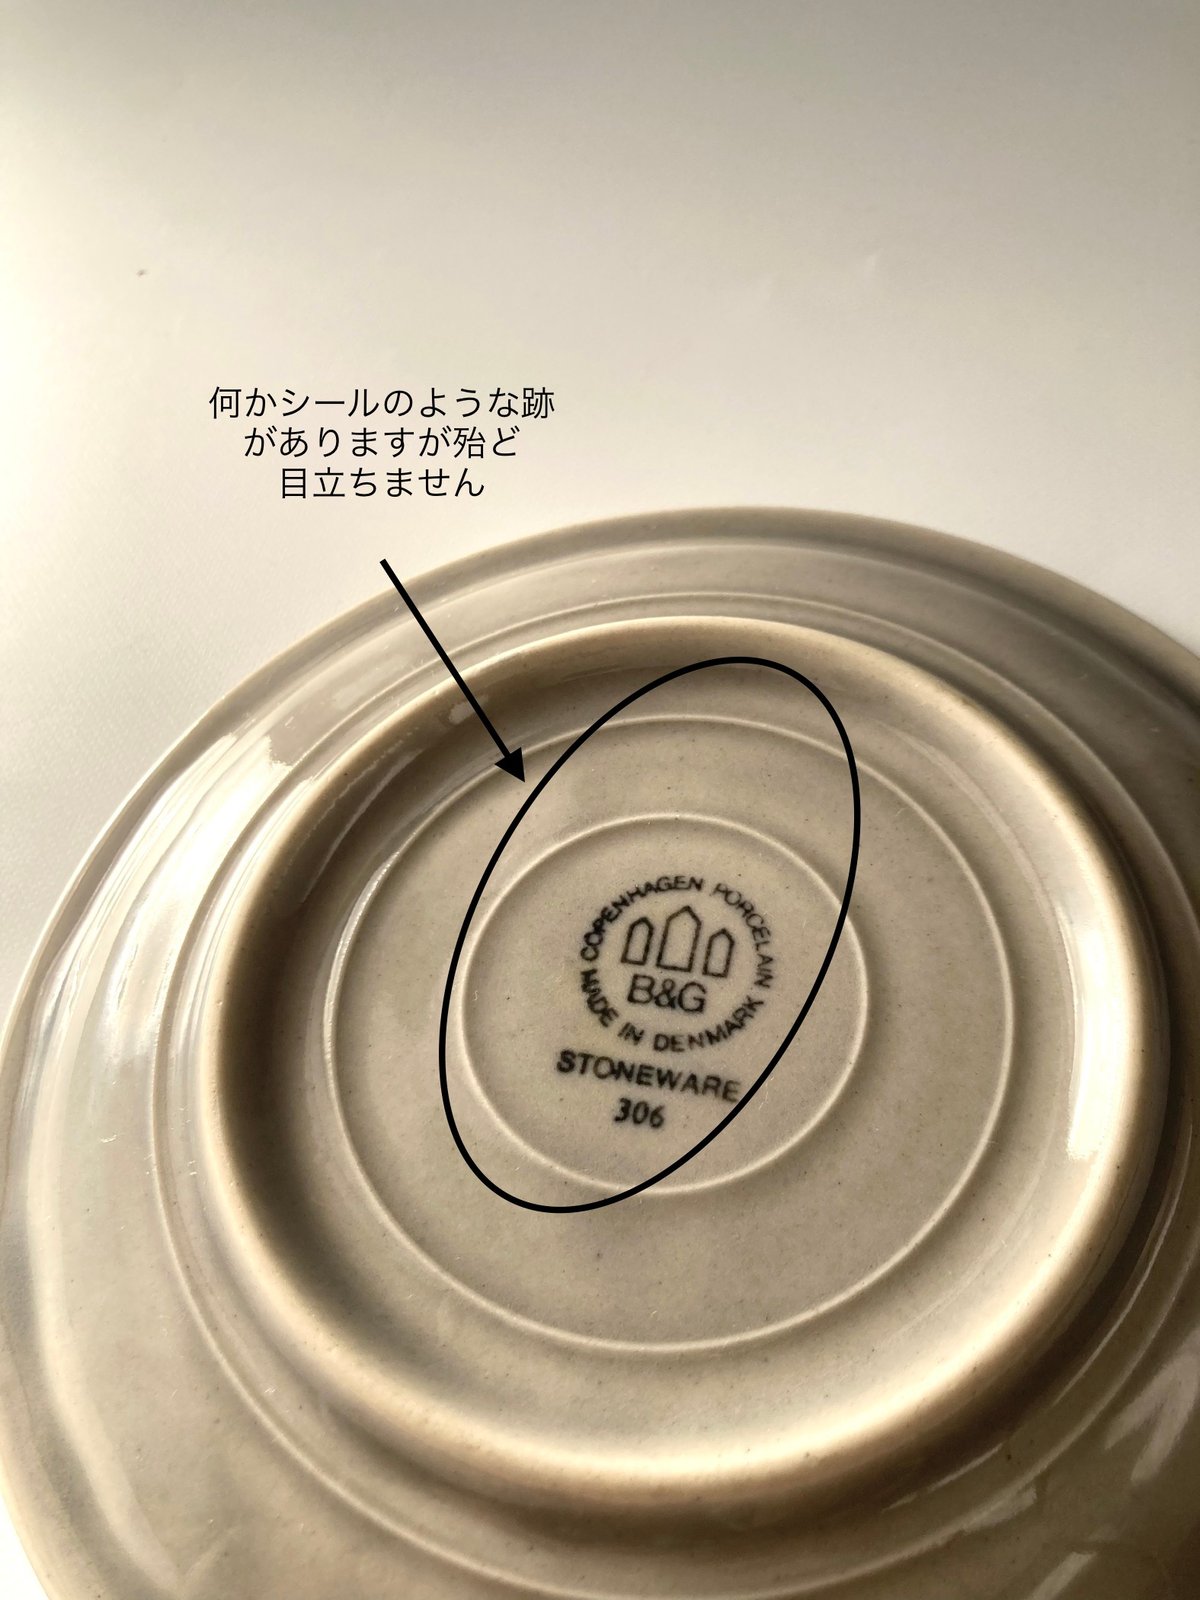 何かシールのような跡
がありますが殆ど
目立ちません
COPENHAGEN PORCELAIN
B&G
MADE IN DENMARK
STONEWARE
306